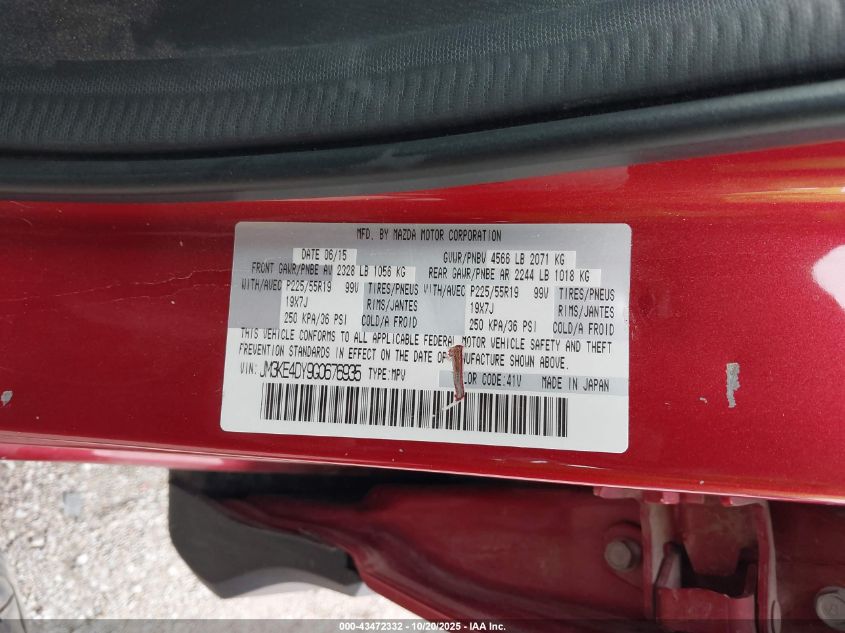 MFD. BY MAZDA MOTOR CORPORATION
DATE 06/15 GVWR/PNBV 4566 LB 2071 KG
FRONT GAWR/PNBE AV 2328 LB 1056 KG REAR GAWR/PNBE AR 2244 LB 1018 KG
WITH/AVEC P225/55R19 99V TIRES/PNEUS WITH/AVEC P225/55R19 99V TIRES/PNEUS
19X7J RIMS/JANTES 19X7J RIMS/JANTES
250 KPA/36 PSI COLD/A FROID 250 KPA/36 PSI COLD/A FROID
THIS VEHICLE CONFORMS TO ALL APPLICABLE FEDERAL MOTOR VEHICLE SAFETY AND THEFT
PREVENTION STANDARDS IN EFFECT ON THE DATE OF MANUFACTURE SHOWN ABOVE.
VIN: JM3KE4DY9G0676935 TYPE:MPV COLOR CODE:41V MADE IN JAPAN
000-43472332 - 10/20/2025 - IAA Inc.